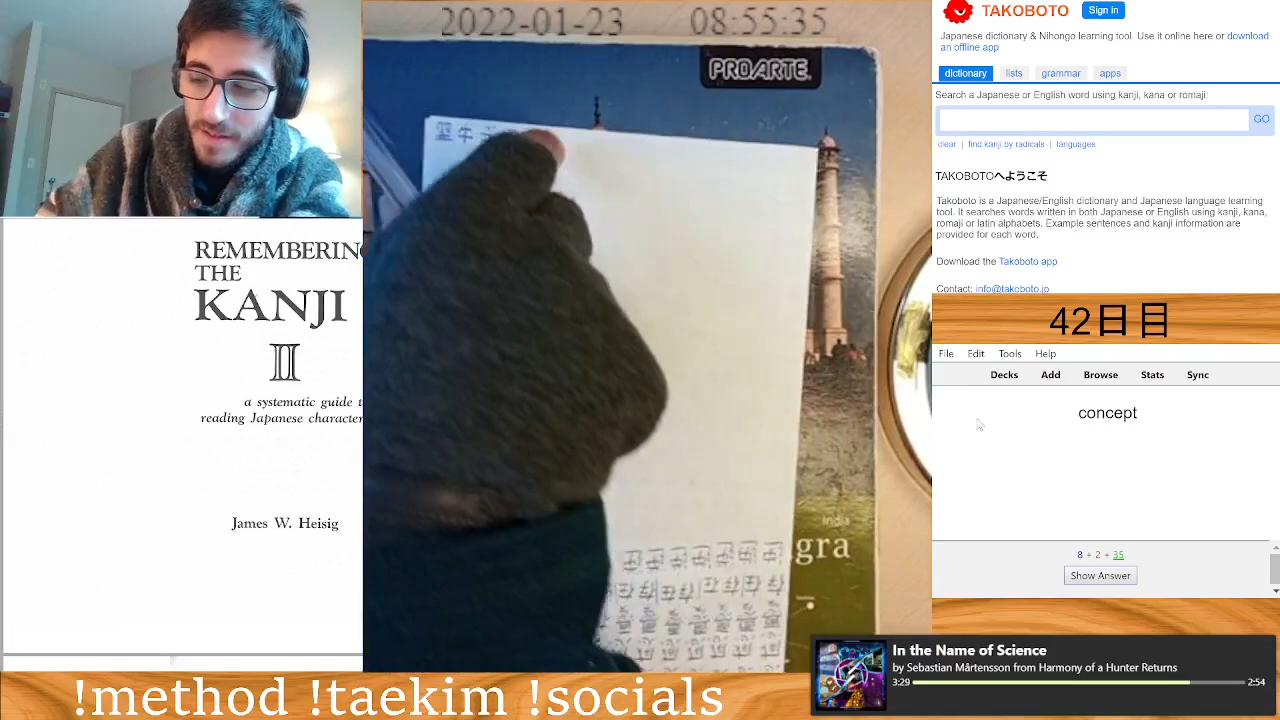 2022-01-23 08:55:35
PROARTE
India
gra
REMEMBERING
THE
KANJI
II
a systematic guide t
reading Japanese character
James W. Heisig
TAKOBOTO
Sign in
Japanese dictionary & Nihongo learning tool. Use it online here or download
an offline app
dictionary lists grammar apps
Search a Japanese or English word using kanji, kana or romaji:
GO
clear | find kanji by radicals | languages
TAKOBOTOへようこそ
Takoboto is a Japanese/English dictionary and Japanese language learning
tool. It searches words written in both Japanese or English using kanji, kana,
romaji or latin alphabets. Example sentences and kanji information are
provided for each word.
Download the Takoboto app
Contact: info@takoboto.jp
42日目
File Edit Tools Help
Decks Add Browse Stats Sync
concept
8 + 2 + 35
Show Answer
In the Name of Science
by Sebastian Mårtensson from Harmony of a Hunter Returns
3:29 2:54
!method !taekim !socials